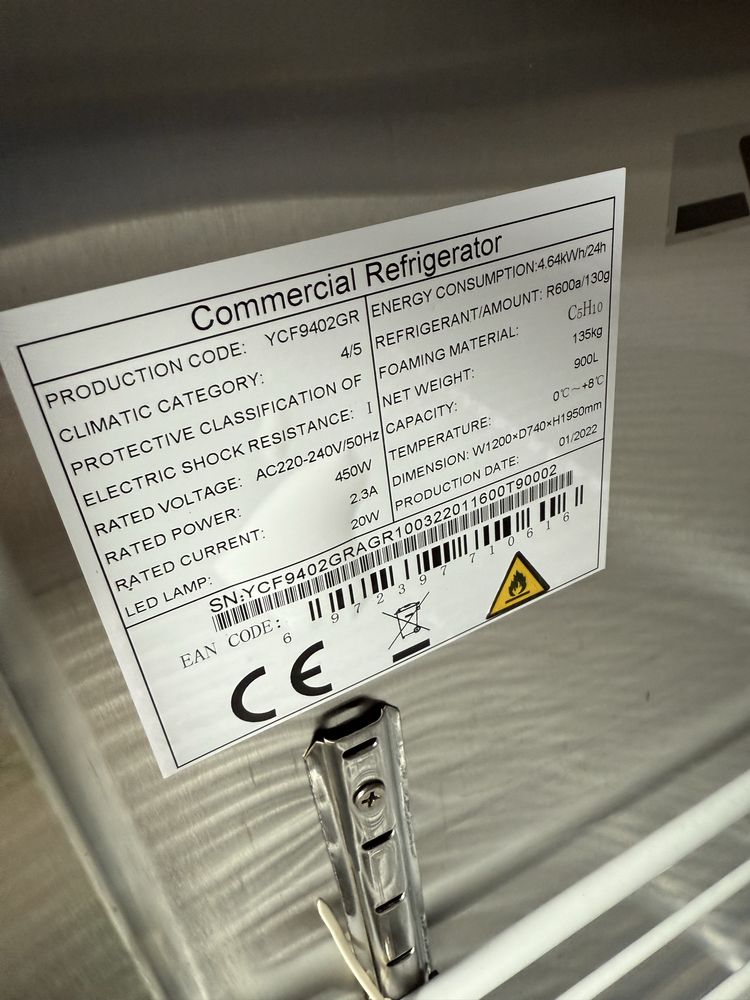 Commercial Refrigerator
PRODUCTION CODE: YCF9402GR
CLIMATIC CATEGORY: 4/5
PROTECTIVE CLASSIFICATION OF
ELECTRIC SHOCK RESISTANCE: I
RATED VOLTAGE: AC220-240V/50Hz
RATED POWER: 450W
RATED CURRENT: 2.3A
LED LAMP: 20W
ENERGY CONSUMPTION:4.64kWh/24h
REFRIGERANT/AMOUNT: R600a/130g
FOAMING MATERIAL: C5H10
NET WEIGHT: 135kg
CAPACITY: 900L
TEMPERATURE: 0℃~+8℃
DIMENSION: W1200×D740×H1950mm
PRODUCTION DATE: 01/2022
SN:YCF9402GRAGR100322011600T90002
EAN CODE: 6 972397 710616
CE